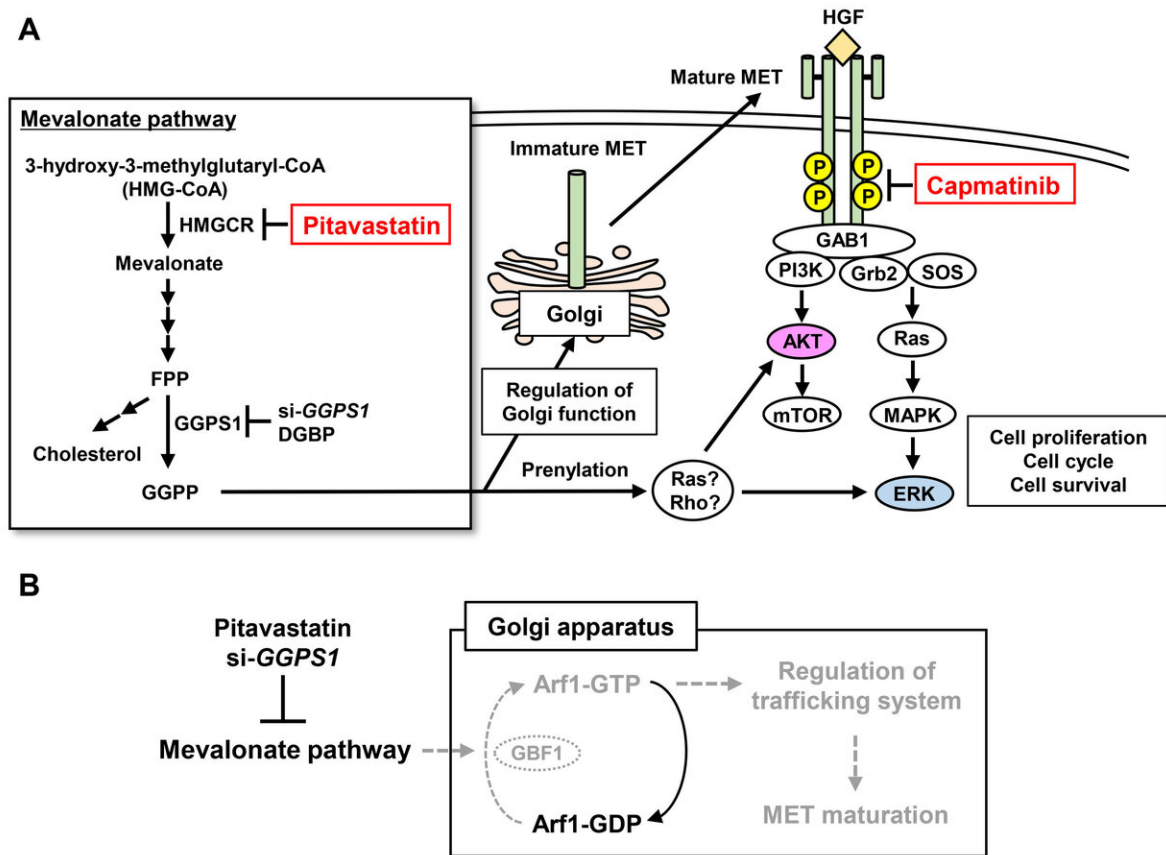 A
HGF
Mature MET
Mevalonate pathway
3-hydroxy-3-methylglutaryl-CoA
(HMG-CoA)
HMGCR
Pitavastatin
Mevalonate
FPP
GGPS1
si-GGPS1
DGBP
Cholesterol
GGPP
Immature MET
Golgi
Regulation of
Golgi function
Prenylation
Ras?
Rho?
P
P
P
P
Capmatinib
GAB1
PI3K
Grb2
SOS
AKT
Ras
mTOR
MAPK
ERK
Cell proliferation
Cell cycle
Cell survival
B
Pitavastatin
si-GGPS1
Mevalonate pathway
Golgi apparatus
Arf1-GTP
GBF1
Arf1-GDP
Regulation of
trafficking system
MET maturation